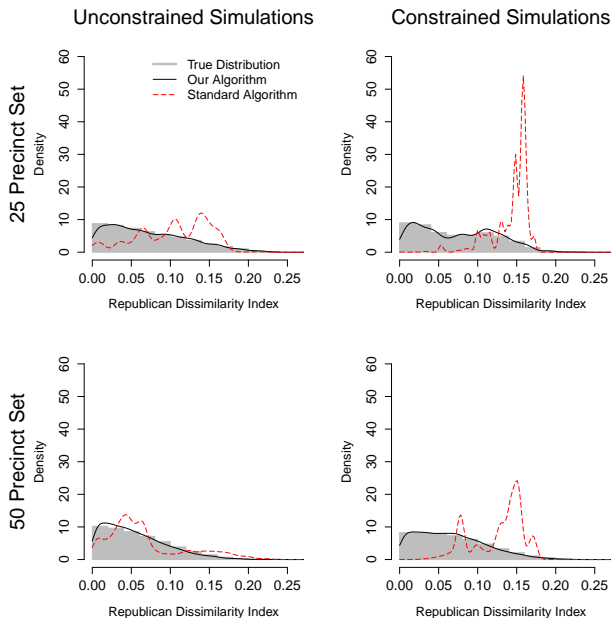 Unconstrained Simulations
Constrained Simulations
25 Precinct Set
Density
0 10 20 30 40 50 60
True Distribution
Our Algorithm
Standard Algorithm
0.00 0.05 0.10 0.15 0.20 0.25
Republican Dissimilarity Index
Density
0 10 20 30 40 50 60
0.00 0.05 0.10 0.15 0.20 0.25
Republican Dissimilarity Index
50 Precinct Set
Density
0 10 20 30 40 50 60
0.00 0.05 0.10 0.15 0.20 0.25
Republican Dissimilarity Index
Density
0 10 20 30 40 50 60
0.00 0.05 0.10 0.15 0.20 0.25
Republican Dissimilarity Index